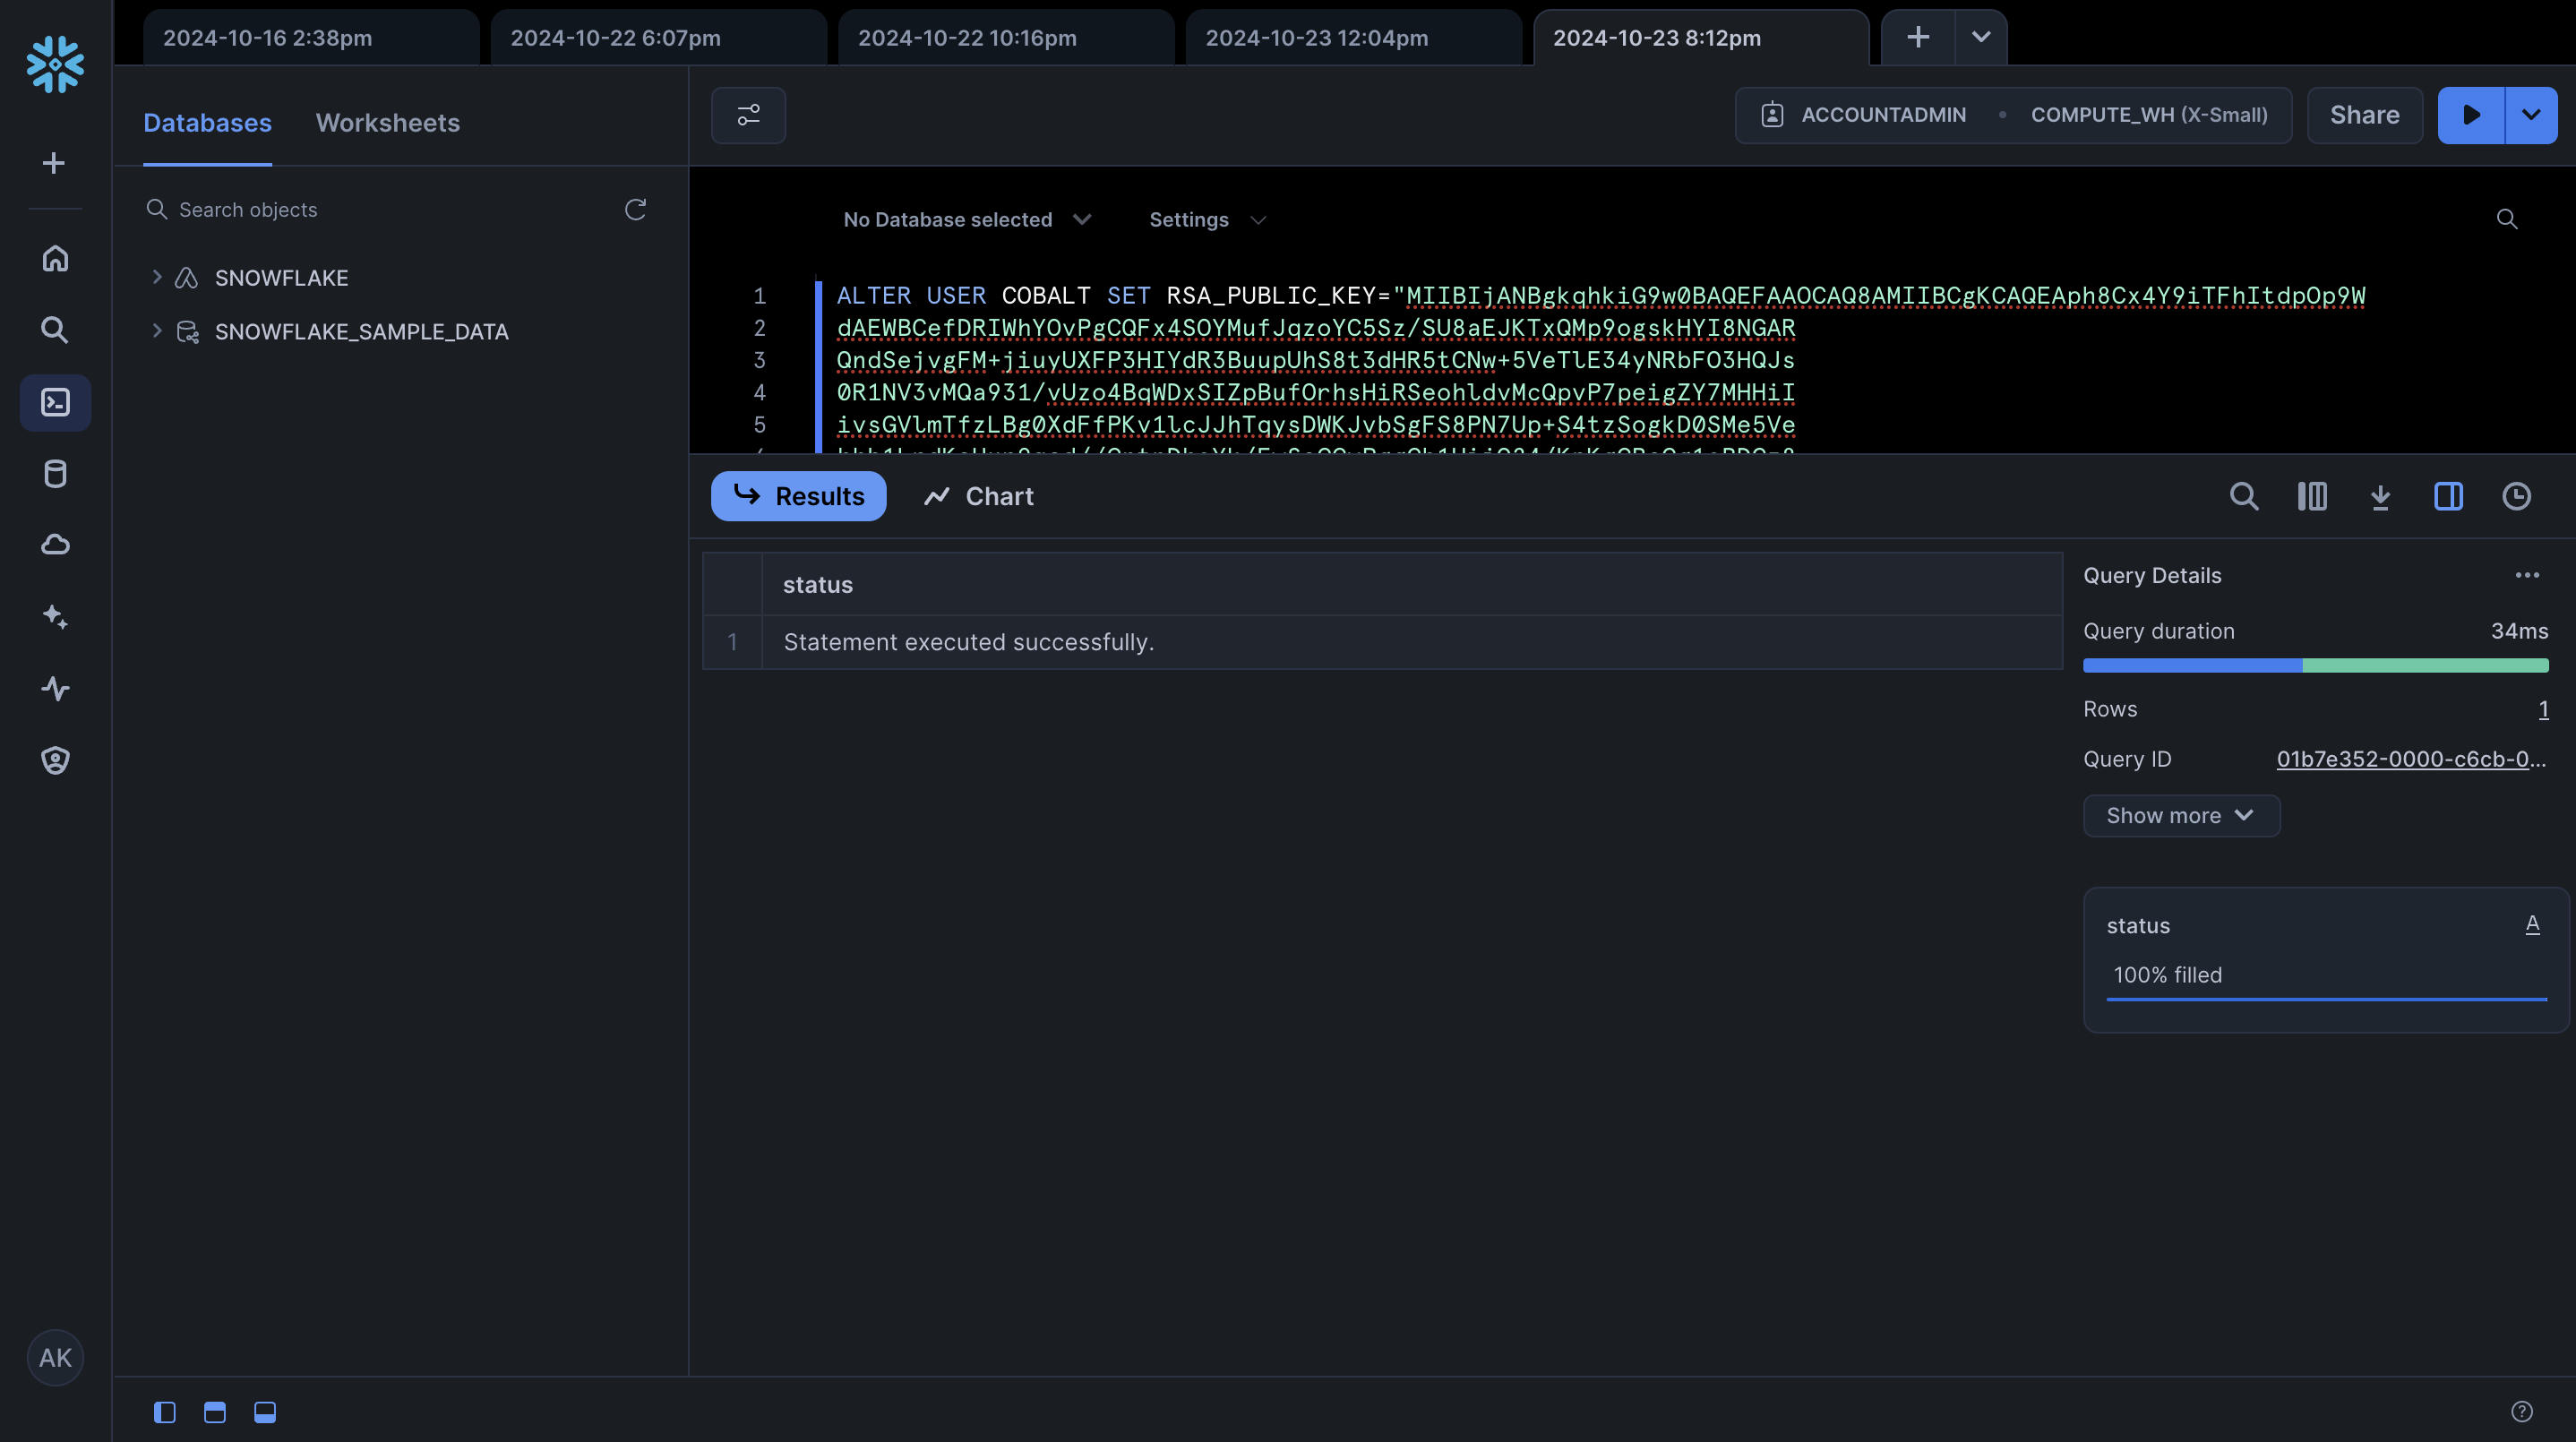 2024-10-16 2:38pm
2024-10-22 6:07pm
2024-10-22 10:16pm
2024-10-23 12:04pm
2024-10-23 8:12pm
Databases
Worksheets
ACCOUNTADMIN
COMPUTE_WH (X-Small)
Share
Search objects
No Database selected
Settings
SNOWFLAKE
SNOWFLAKE_SAMPLE_DATA
1 ALTER USER COBALT SET RSA_PUBLIC_KEY="MIIBIjANBgkqhkiG9w0BAQEFAAOCAQ8AMIIBCgKCAQEAph8Cx4Y9iTFhItdpOp9W
2 dAEWBCefDRIWhYOvPgCQFx4SOYMufJqzoYC5Sz/SU8aEJKTxQMp9ogskHYI8NGAR
3 QndSejvgFM+jiuyUXFP3HIYdR3BuupUhS8t3dHR5tCNw+5VeTlE34yNRbFO3HQJs
4 0R1NV3vMQa931/vUzo4BqWDxSIZpBufOrhsHiRSeohldvMcQpvP7peigZY7MHHiI
5 ivsGVlmTfzLBg0XdFfPKv1lcJJhTqysDWKJvbSgFS8PN7Up+S4tzSogkD0SMe5Ve
Results
Chart
status
1 Statement executed successfully.
Query Details
Query duration
34ms
Rows
1
Query ID
01b7e352-0000-c6cb-0...
Show more
status
A
100% filled
AK